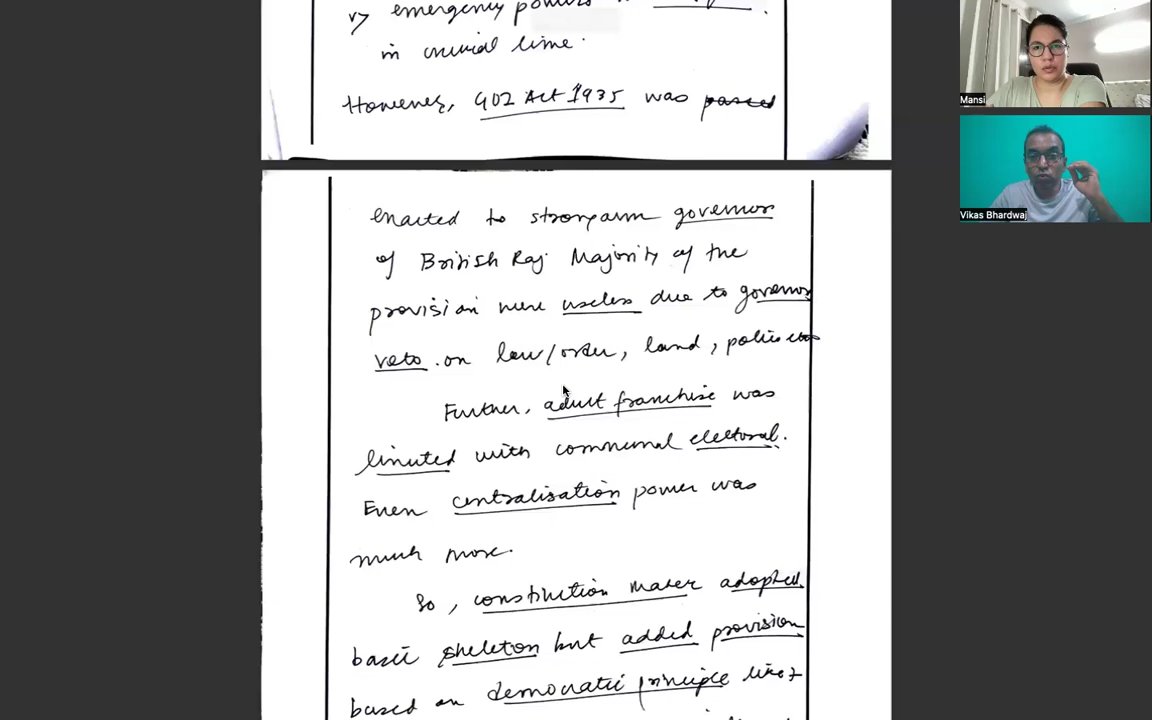 v) emergency powers
in crucial time.
However, GOI Act 1935 was passed
enacted to strongarm governor
of British Raj Majority of the
provision were useless due to governor
veto. on law/order, land, police
Further, adult franchise was
limited with communal electoral.
Even centralisation power was
much more.
So, constitution maker adopted
basic skeleton but added provision
based on democratic principle like→
Mansi
Vikas Bhardwaj